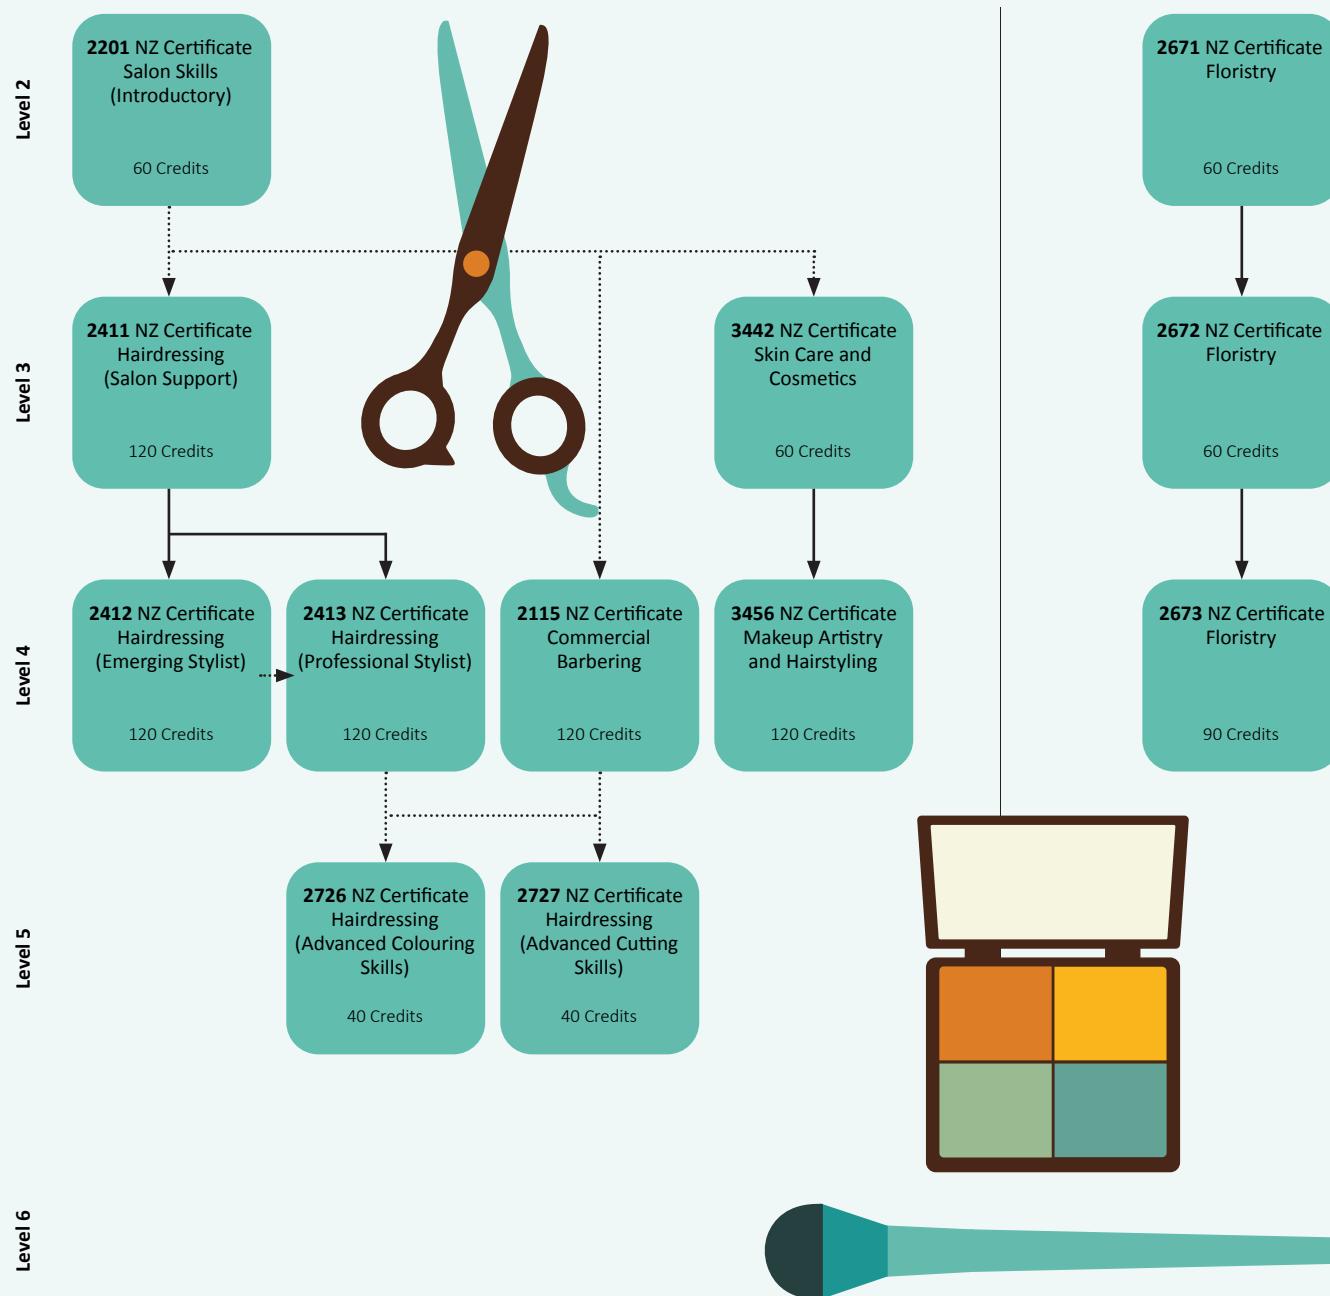 Level 2
2201 NZ Certificate
Salon Skills
(Introductory)
60 Credits
2671 NZ Certificate
Floristry
60 Credits
Level 3
2411 NZ Certificate
Hairdressing
(Salon Support)
120 Credits
3442 NZ Certificate
Skin Care and
Cosmetics
60 Credits
2672 NZ Certificate
Floristry
60 Credits
Level 4
2412 NZ Certificate
Hairdressing
(Emerging Stylist)
120 Credits
2413 NZ Certificate
Hairdressing
(Professional Stylist)
120 Credits
2115 NZ Certificate
Commercial
Barbering
120 Credits
3456 NZ Certificate
Makeup Artistry
and Hairstyling
120 Credits
2673 NZ Certificate
Floristry
90 Credits
Level 5
2726 NZ Certificate
Hairdressing
(Advanced Colouring
Skills)
40 Credits
2727 NZ Certificate
Hairdressing
(Advanced Cutting
Skills)
40 Credits
Level 6